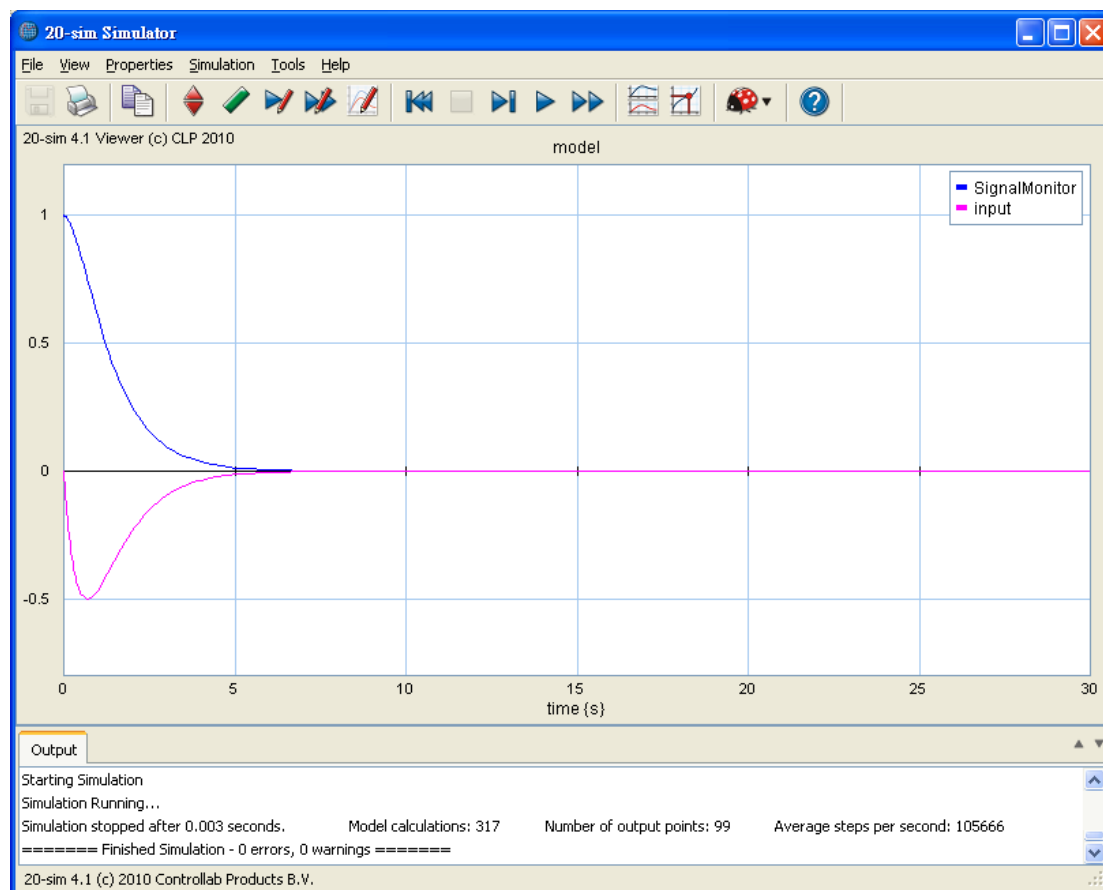 20-sim Simulator
File View Properties Simulation Tools Help
20-sim 4.1 Viewer (c) CLP 2010
model
SignalMonitor
input
1
0.5
0
-0.5
0 5 10 15 20 25 30
time {s}
Output
Starting Simulation
Simulation Running...
Simulation stopped after 0.003 seconds. Model calculations: 317 Number of output points: 99 Average steps per second: 105666
======= Finished Simulation - 0 errors, 0 warnings =======
20-sim 4.1 (c) 2010 Controllab Products B.V.